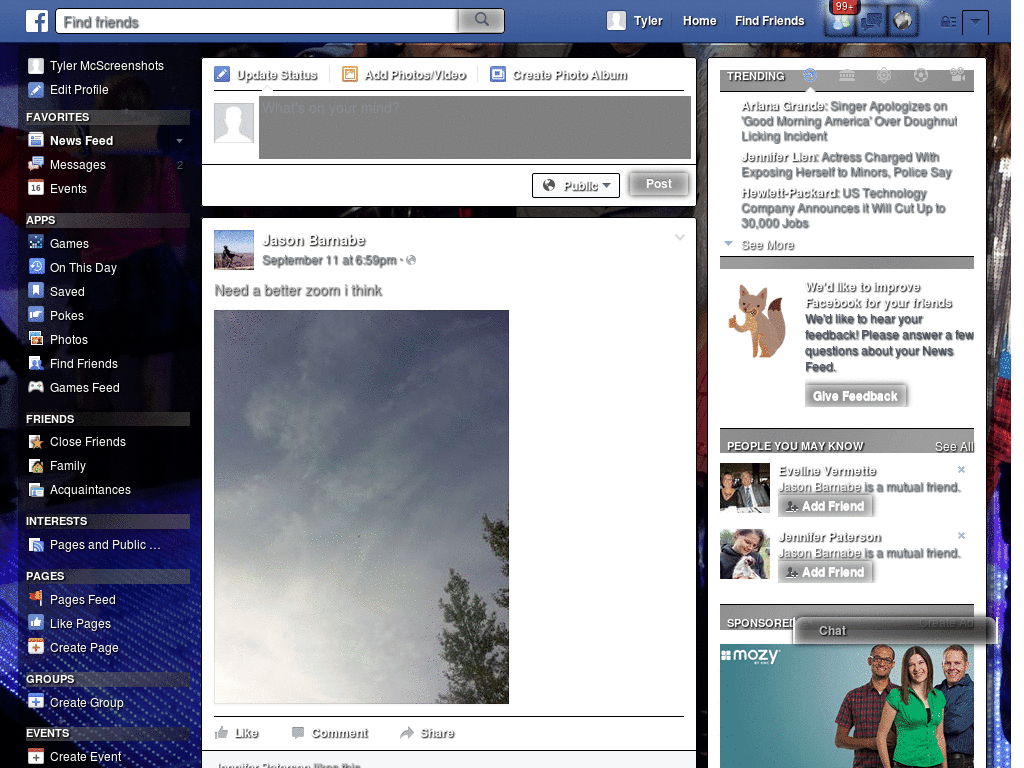 Find friends
Tyler
Home
Find Friends
99+
Tyler McScreenshots
Edit Profile
FAVORITES
News Feed
Messages 2
16 Events
APPS
Games
On This Day
Saved
Pokes
Photos
Find Friends
Games Feed
FRIENDS
Close Friends
Family
Acquaintances
INTERESTS
Pages and Public ...
PAGES
Pages Feed
Like Pages
Create Page
GROUPS
Create Group
EVENTS
Create Event
Update Status
Add Photos/Video
Create Photo Album
What's on your mind?
Public
Post
Jason Barnabe
September 11 at 6:59pm ·
Need a better zoom i think
Like
Comment
Share
Jennifer Paterson likes this.
TRENDING
Ariana Grande: Singer Apologizes on
'Good Morning America' Over Doughnut
Licking Incident
Jennifer Lien: Actress Charged With
Exposing Herself to Minors, Police Say
Hewlett-Packard: US Technology
Company Announces it Will Cut Up to
30,000 Jobs
See More
We'd like to improve
Facebook for your friends
We'd like to hear your
feedback! Please answer a few
questions about your News
Feed.
Give Feedback
PEOPLE YOU MAY KNOW
See All
Eveline Vermette
Jason Barnabe is a mutual friend.
Add Friend
Jennifer Paterson
Jason Barnabe is a mutual friend.
Add Friend
SPONSORED
Create Ad
Chat
mozy